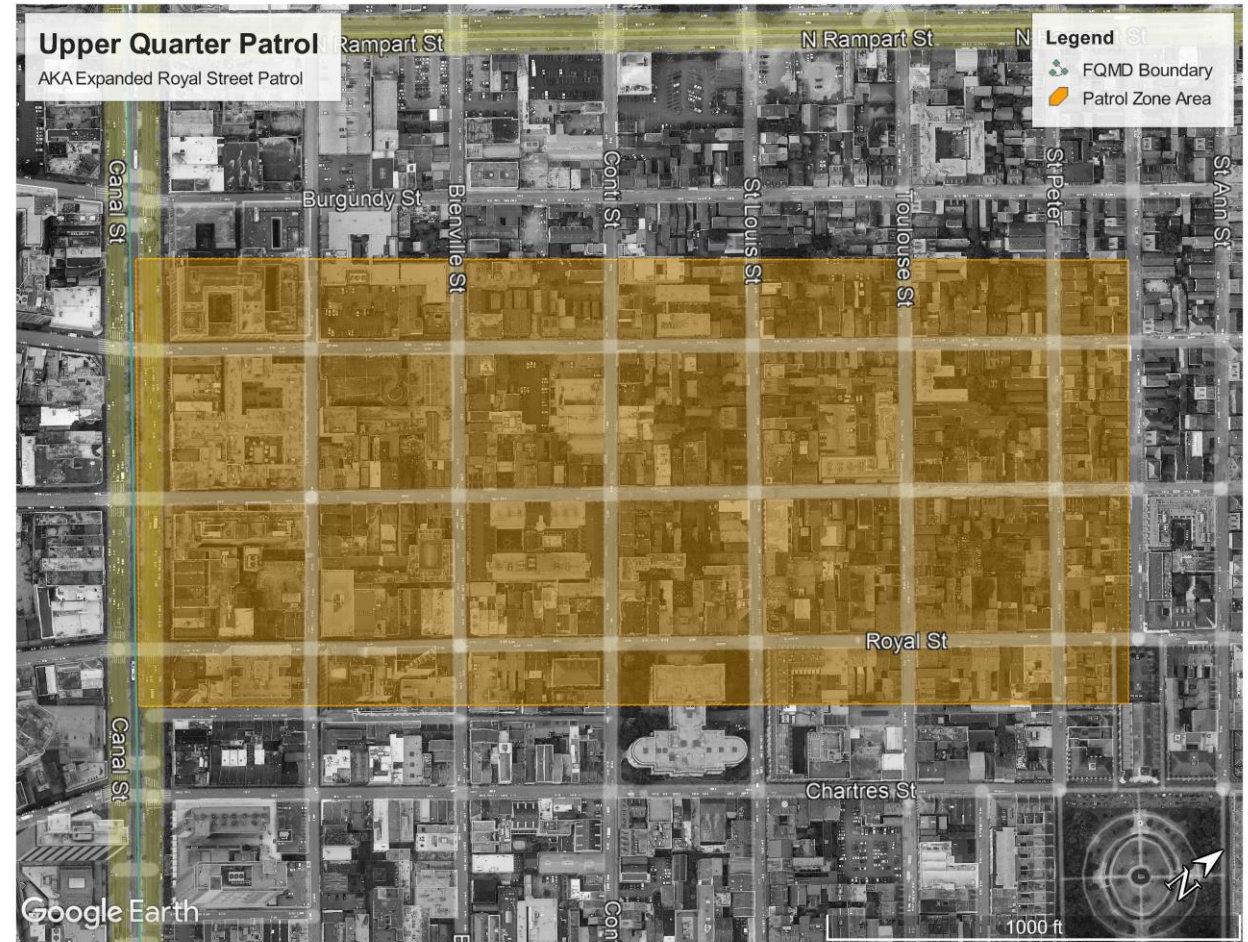 Upper Quarter Patrol
AKA Expanded Royal Street Patrol
N Rampart St
N Rampart St
N
St
Legend
FQMD Boundary
Patrol Zone Area
Canal St
Burgundy St
Bienville St
Conti St
St Louis St
Toulouse St
St Peter
St Ann St
Royal St
Canal St
Chartres St
Google Earth
Con
N
1000 ft